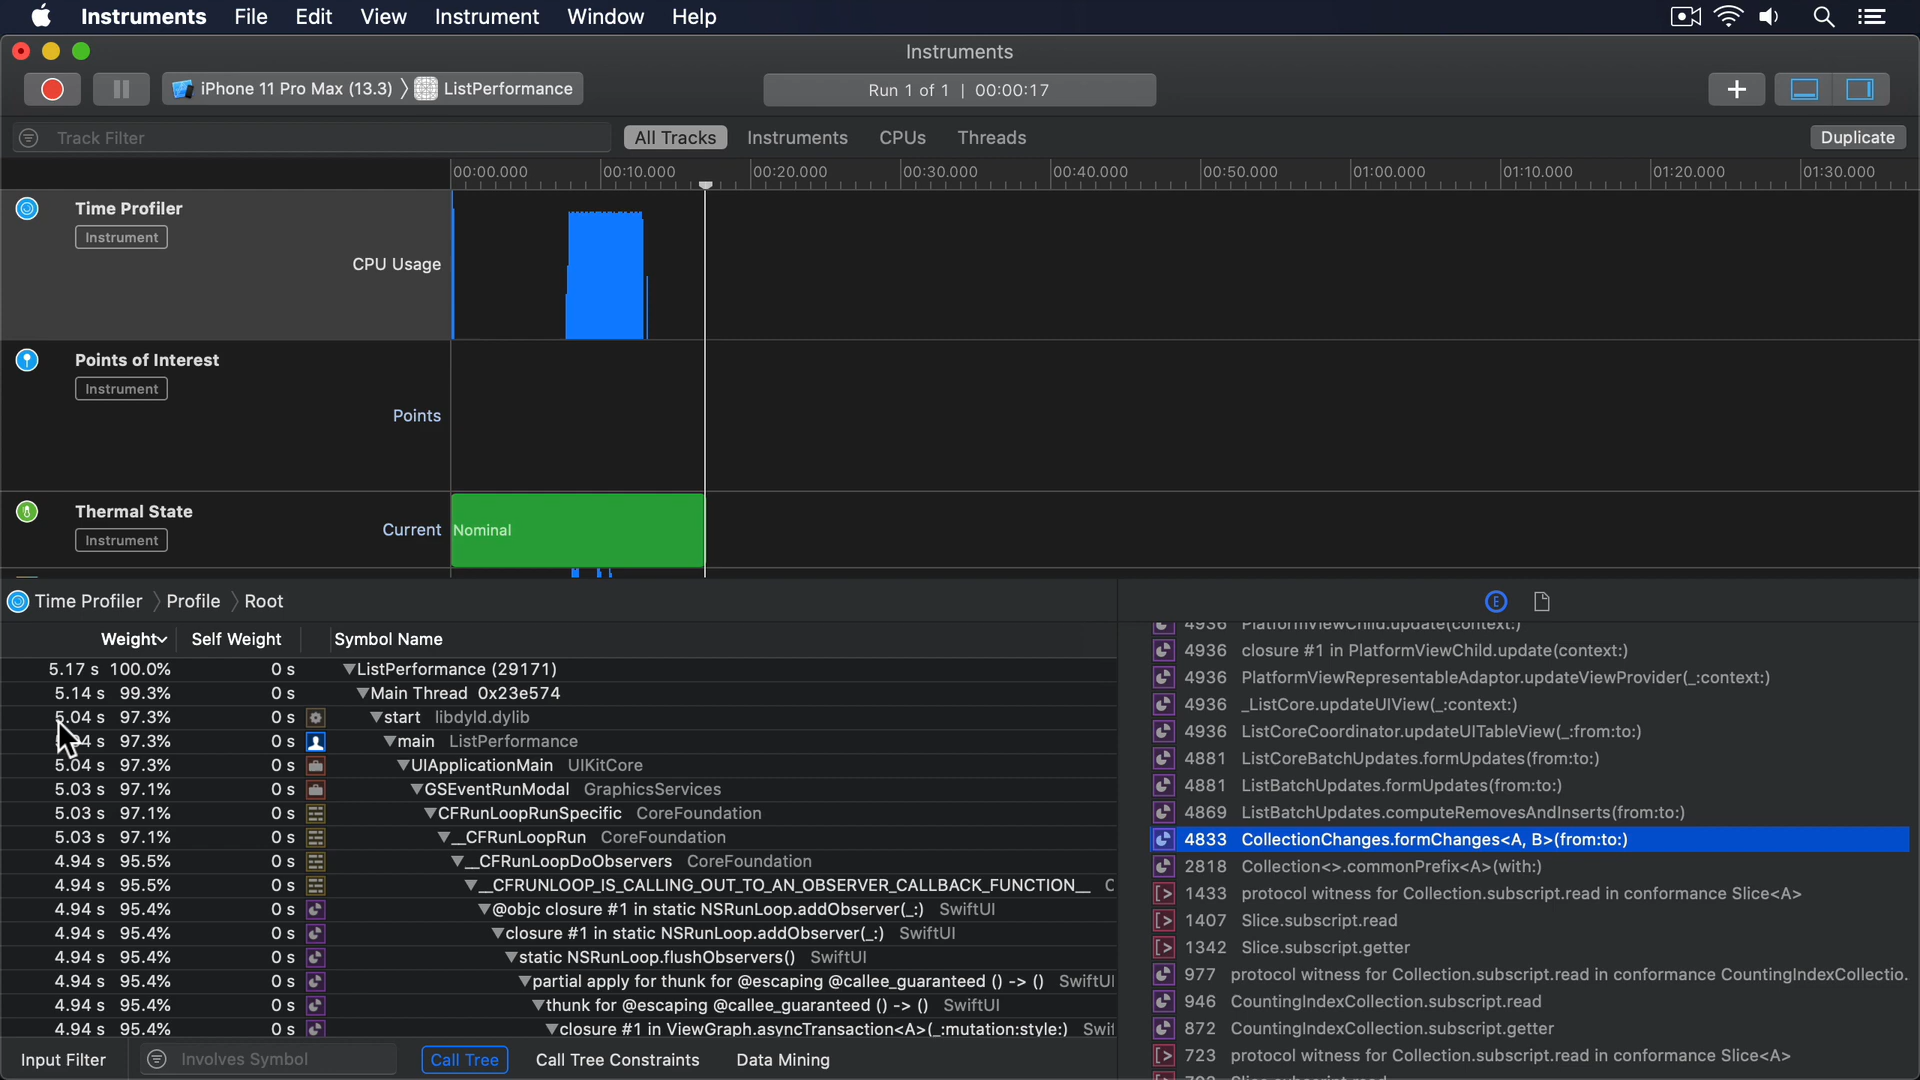 Instruments File Edit View Instrument Window Help
Instruments
iPhone 11 Pro Max (13.3) ListPerformance
Run 1 of 1 | 00:00:17
Track Filter All Tracks Instruments CPUs Threads Duplicate
00:00.000 00:10.000 00:20.000 00:30.000 00:40.000 00:50.000 01:00.000 01:10.000 01:20.000 01:30.000
Time Profiler
Instrument
CPU Usage
Points of Interest
Instrument
Points
Thermal State
Instrument
Current Nominal
Time Profiler Profile Root
Weight Self Weight Symbol Name
5.17 s 100.0% 0 s ListPerformance (29171)
5.14 s 99.3% 0 s Main Thread 0x23e574
5.04 s 97.3% 0 s start libdyld.dylib
97.3% 0 s main ListPerformance
5.04 s 97.3% 0 s UIApplicationMain UIKitCore
5.03 s 97.1% 0 s GSEventRunModal GraphicsServices
5.03 s 97.1% 0 s CFRunLoopRunSpecific CoreFoundation
5.03 s 97.1% 0 s __CFRunLoopRun CoreFoundation
4.94 s 95.5% 0 s __CFRunLoopDoObservers CoreFoundation
4.94 s 95.5% 0 s __CFRUNLOOP_IS_CALLING_OUT_TO_AN_OBSERVER_CALLBACK_FUNCTION__ C
4.94 s 95.4% 0 s @objc closure #1 in static NSRunLoop.addObserver(_:) SwiftUI
4.94 s 95.4% 0 s closure #1 in static NSRunLoop.addObserver(_:) SwiftUI
4.94 s 95.4% 0 s static NSRunLoop.flushObservers() SwiftUI
4.94 s 95.4% 0 s partial apply for thunk for @escaping @callee_guaranteed () -> () SwiftUI
4.94 s 95.4% 0 s thunk for @escaping @callee_guaranteed () -> () SwiftUI
4.94 s 95.4% 0 s closure #1 in ViewGraph.asyncTransaction<A>(_:mutation:style:) Swif
Input Filter Involves Symbol Call Tree Call Tree Constraints Data Mining
E
4936 PlatformViewChild.update(context:)
4936 closure #1 in PlatformViewChild.update(context:)
4936 PlatformViewRepresentableAdaptor.updateViewProvider(_:context:)
4936 _ListCore.updateUIView(_:context:)
4936 ListCoreCoordinator.updateUITableView(_:from:to:)
4881 ListCoreBatchUpdates.formUpdates(from:to:)
4881 ListBatchUpdates.formUpdates(from:to:)
4869 ListBatchUpdates.computeRemovesAndInserts(from:to:)
4833 CollectionChanges.formChanges<A, B>(from:to:)
2818 Collection<>.commonPrefix<A>(with:)
1433 protocol witness for Collection.subscript.read in conformance Slice<A>
1407 Slice.subscript.read
1342 Slice.subscript.getter
977 protocol witness for Collection.subscript.read in conformance CountingIndexCollectio.
946 CountingIndexCollection.subscript.read
872 CountingIndexCollection.subscript.getter
723 protocol witness for Collection.subscript.read in conformance Slice<A>